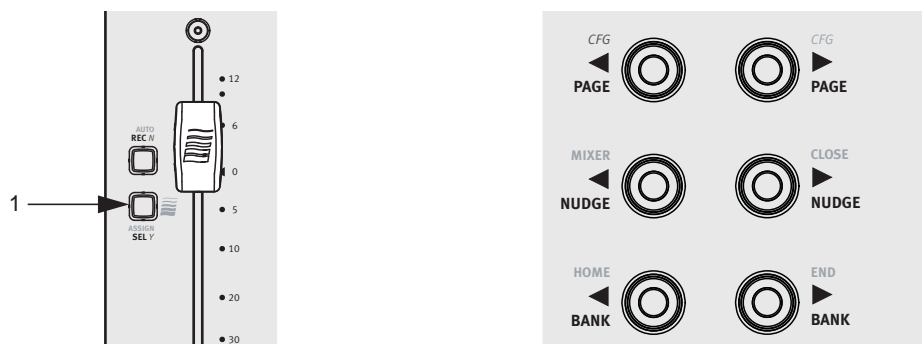 12
6
AUTO
REC N
0
1
5
ASSIGN
SEL Y
10
20
30
CFG
PAGE
CFG
PAGE
MIXER
NUDGE
CLOSE
NUDGE
HOME
BANK
END
BANK